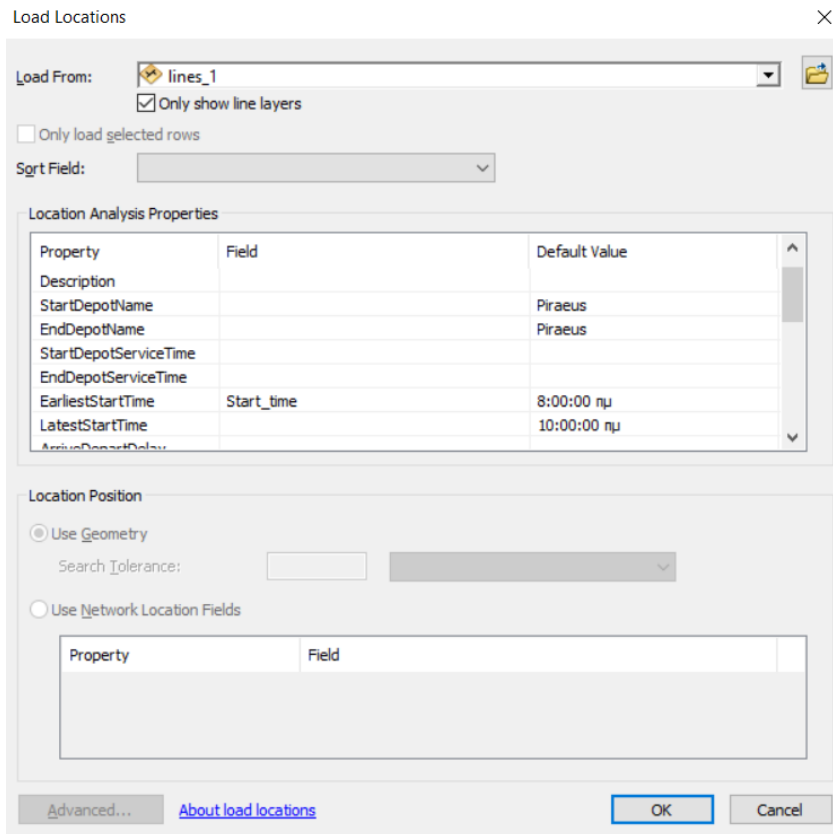 Load Locations
Load From:
lines_1
Only show line layers
Only load selected rows
Sort Field:
Location Analysis Properties
Property Field Default Value
Description
StartDepotName Piraeus
EndDepotName Piraeus
StartDepotServiceTime
EndDepotServiceTime
EarliestStartTime Start_time 8:00:00 πμ
LatestStartTime 10:00:00 πμ
ArriveDepartDelay
Location Position
Use Geometry
Search Tolerance:
Use Network Location Fields
Property Field
Advanced... About load locations OK Cancel